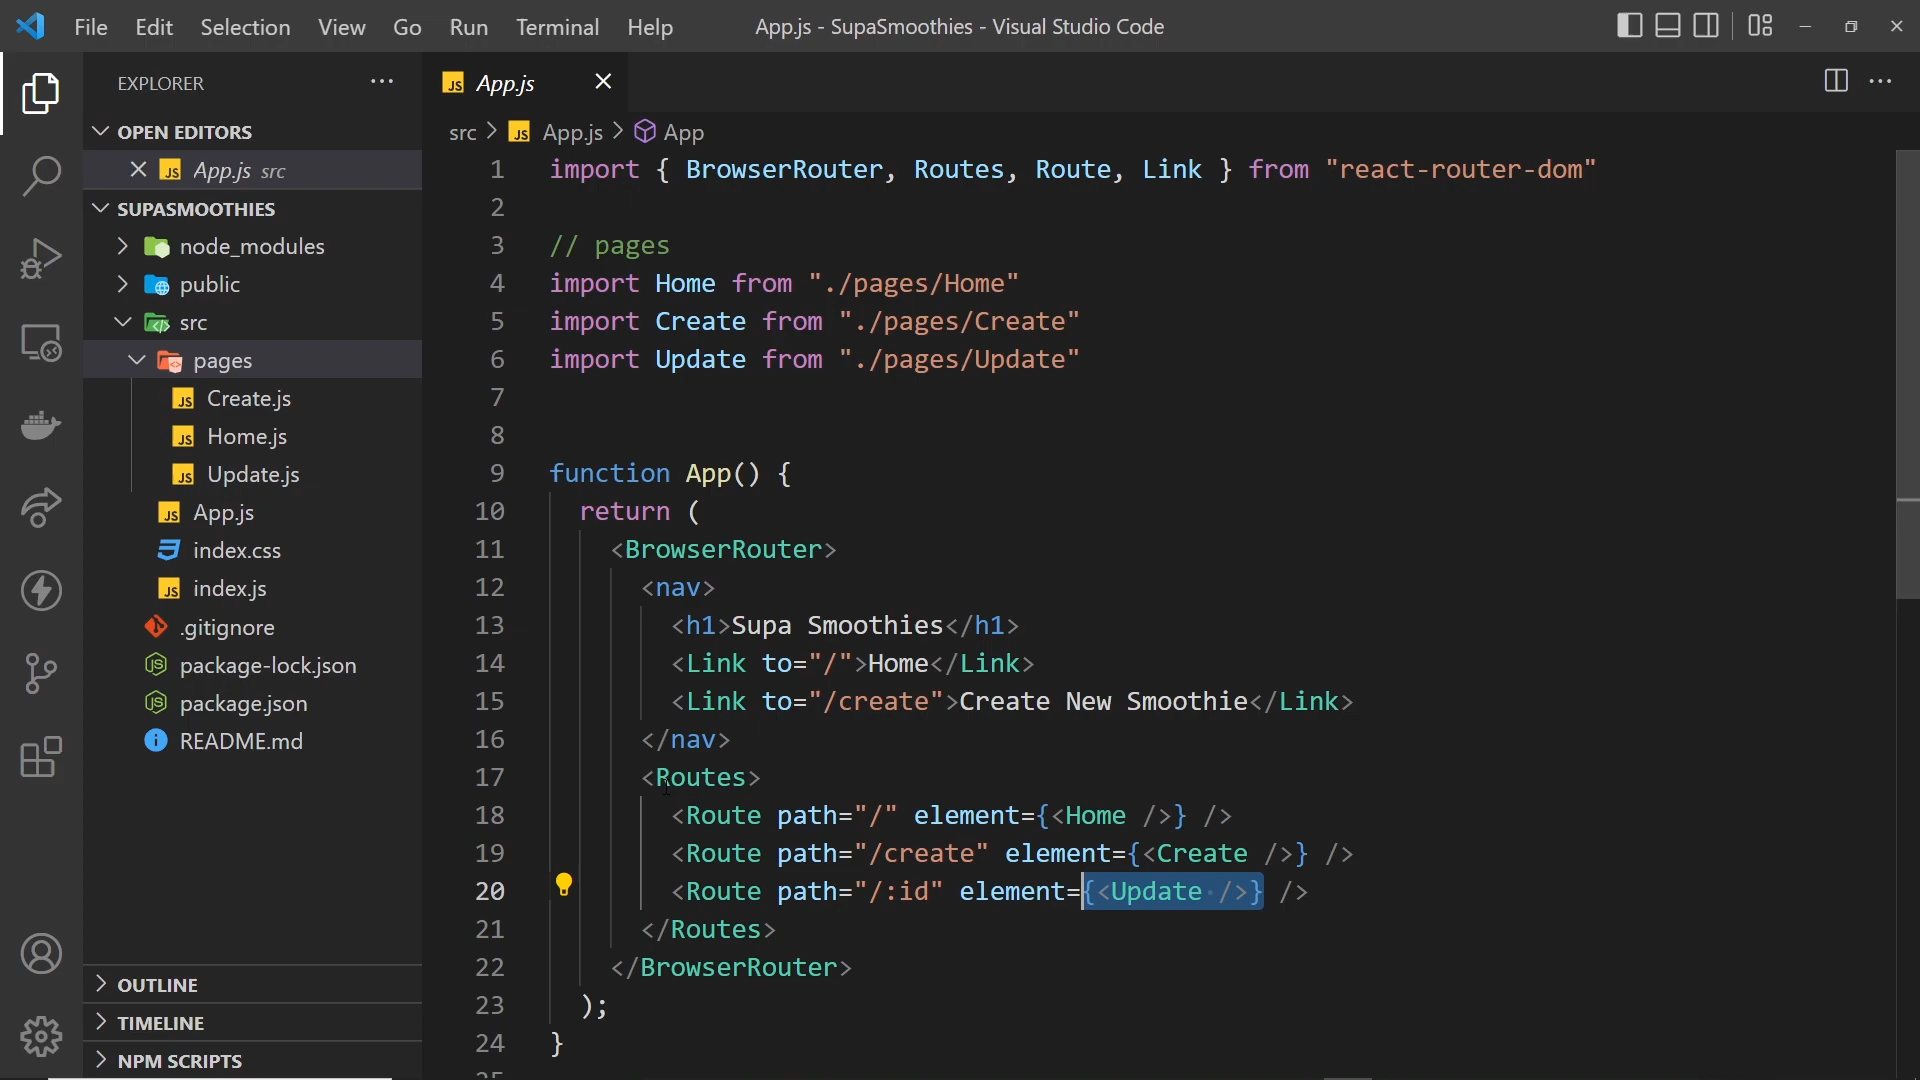 File Edit Selection View Go Run Terminal Help
App.js - SupaSmoothies - Visual Studio Code
EXPLORER
OPEN EDITORS
App.js src
SUPASMOOTHIES
node_modules
public
src
pages
Create.js
Home.js
Update.js
App.js
index.css
index.js
.gitignore
package-lock.json
package.json
README.md
OUTLINE
TIMELINE
NPM SCRIPTS
App.js
src > App.js > App
1 import { BrowserRouter, Routes, Route, Link } from "react-router-dom"
2
3 // pages
4 import Home from "./pages/Home"
5 import Create from "./pages/Create"
6 import Update from "./pages/Update"
7
8
9 function App() {
10 return (
11 <BrowserRouter>
12 <nav>
13 <h1>Supa Smoothies</h1>
14 <Link to="/">Home</Link>
15 <Link to="/create">Create New Smoothie</Link>
16 </nav>
17 <Routes>
18 <Route path="/" element={<Home />} />
19 <Route path="/create" element={<Create />} />
20 <Route path="/:id" element={<Update />} />
21 </Routes>
22 </BrowserRouter>
23 );
24 }